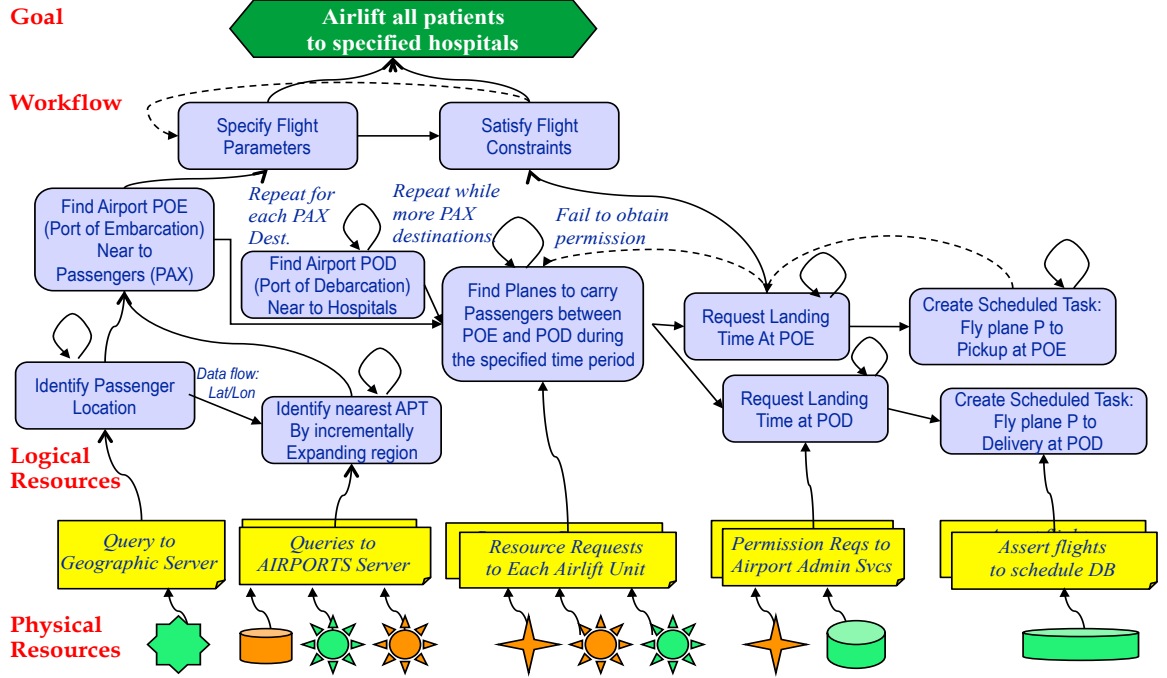 Goal
Airlift all patients
to specified hospitals
Workflow
Specify Flight
Parameters
Satisfy Flight
Constraints
Find Airport POE
(Port of Embarcation)
Near to
Passengers (PAX)
Repeat for
each PAX
Dest.
Repeat while
more PAX
destinations
Fail to obtain
permission
Find Airport POD
(Port of Debarcation)
Near to Hospitals
Find Planes to carry
Passengers between
POE and POD during
the specified time period
Request Landing
Time At POE
Create Scheduled Task:
Fly plane P to
Pickup at POE
Identify Passenger
Location
Data flow:
Lat/Lon
Identify nearest APT
By incrementally
Expanding region
Request Landing
Time at POD
Create Scheduled Task:
Fly plane P to
Delivery at POD
Logical
Resources
Query to
Geographic Server
Queries to
AIRPORTS Server
Resource Requests
to Each Airlift Unit
Permission Reqs to
Airport Admin Svcs
Assert flights
to schedule DB
Physical
Resources